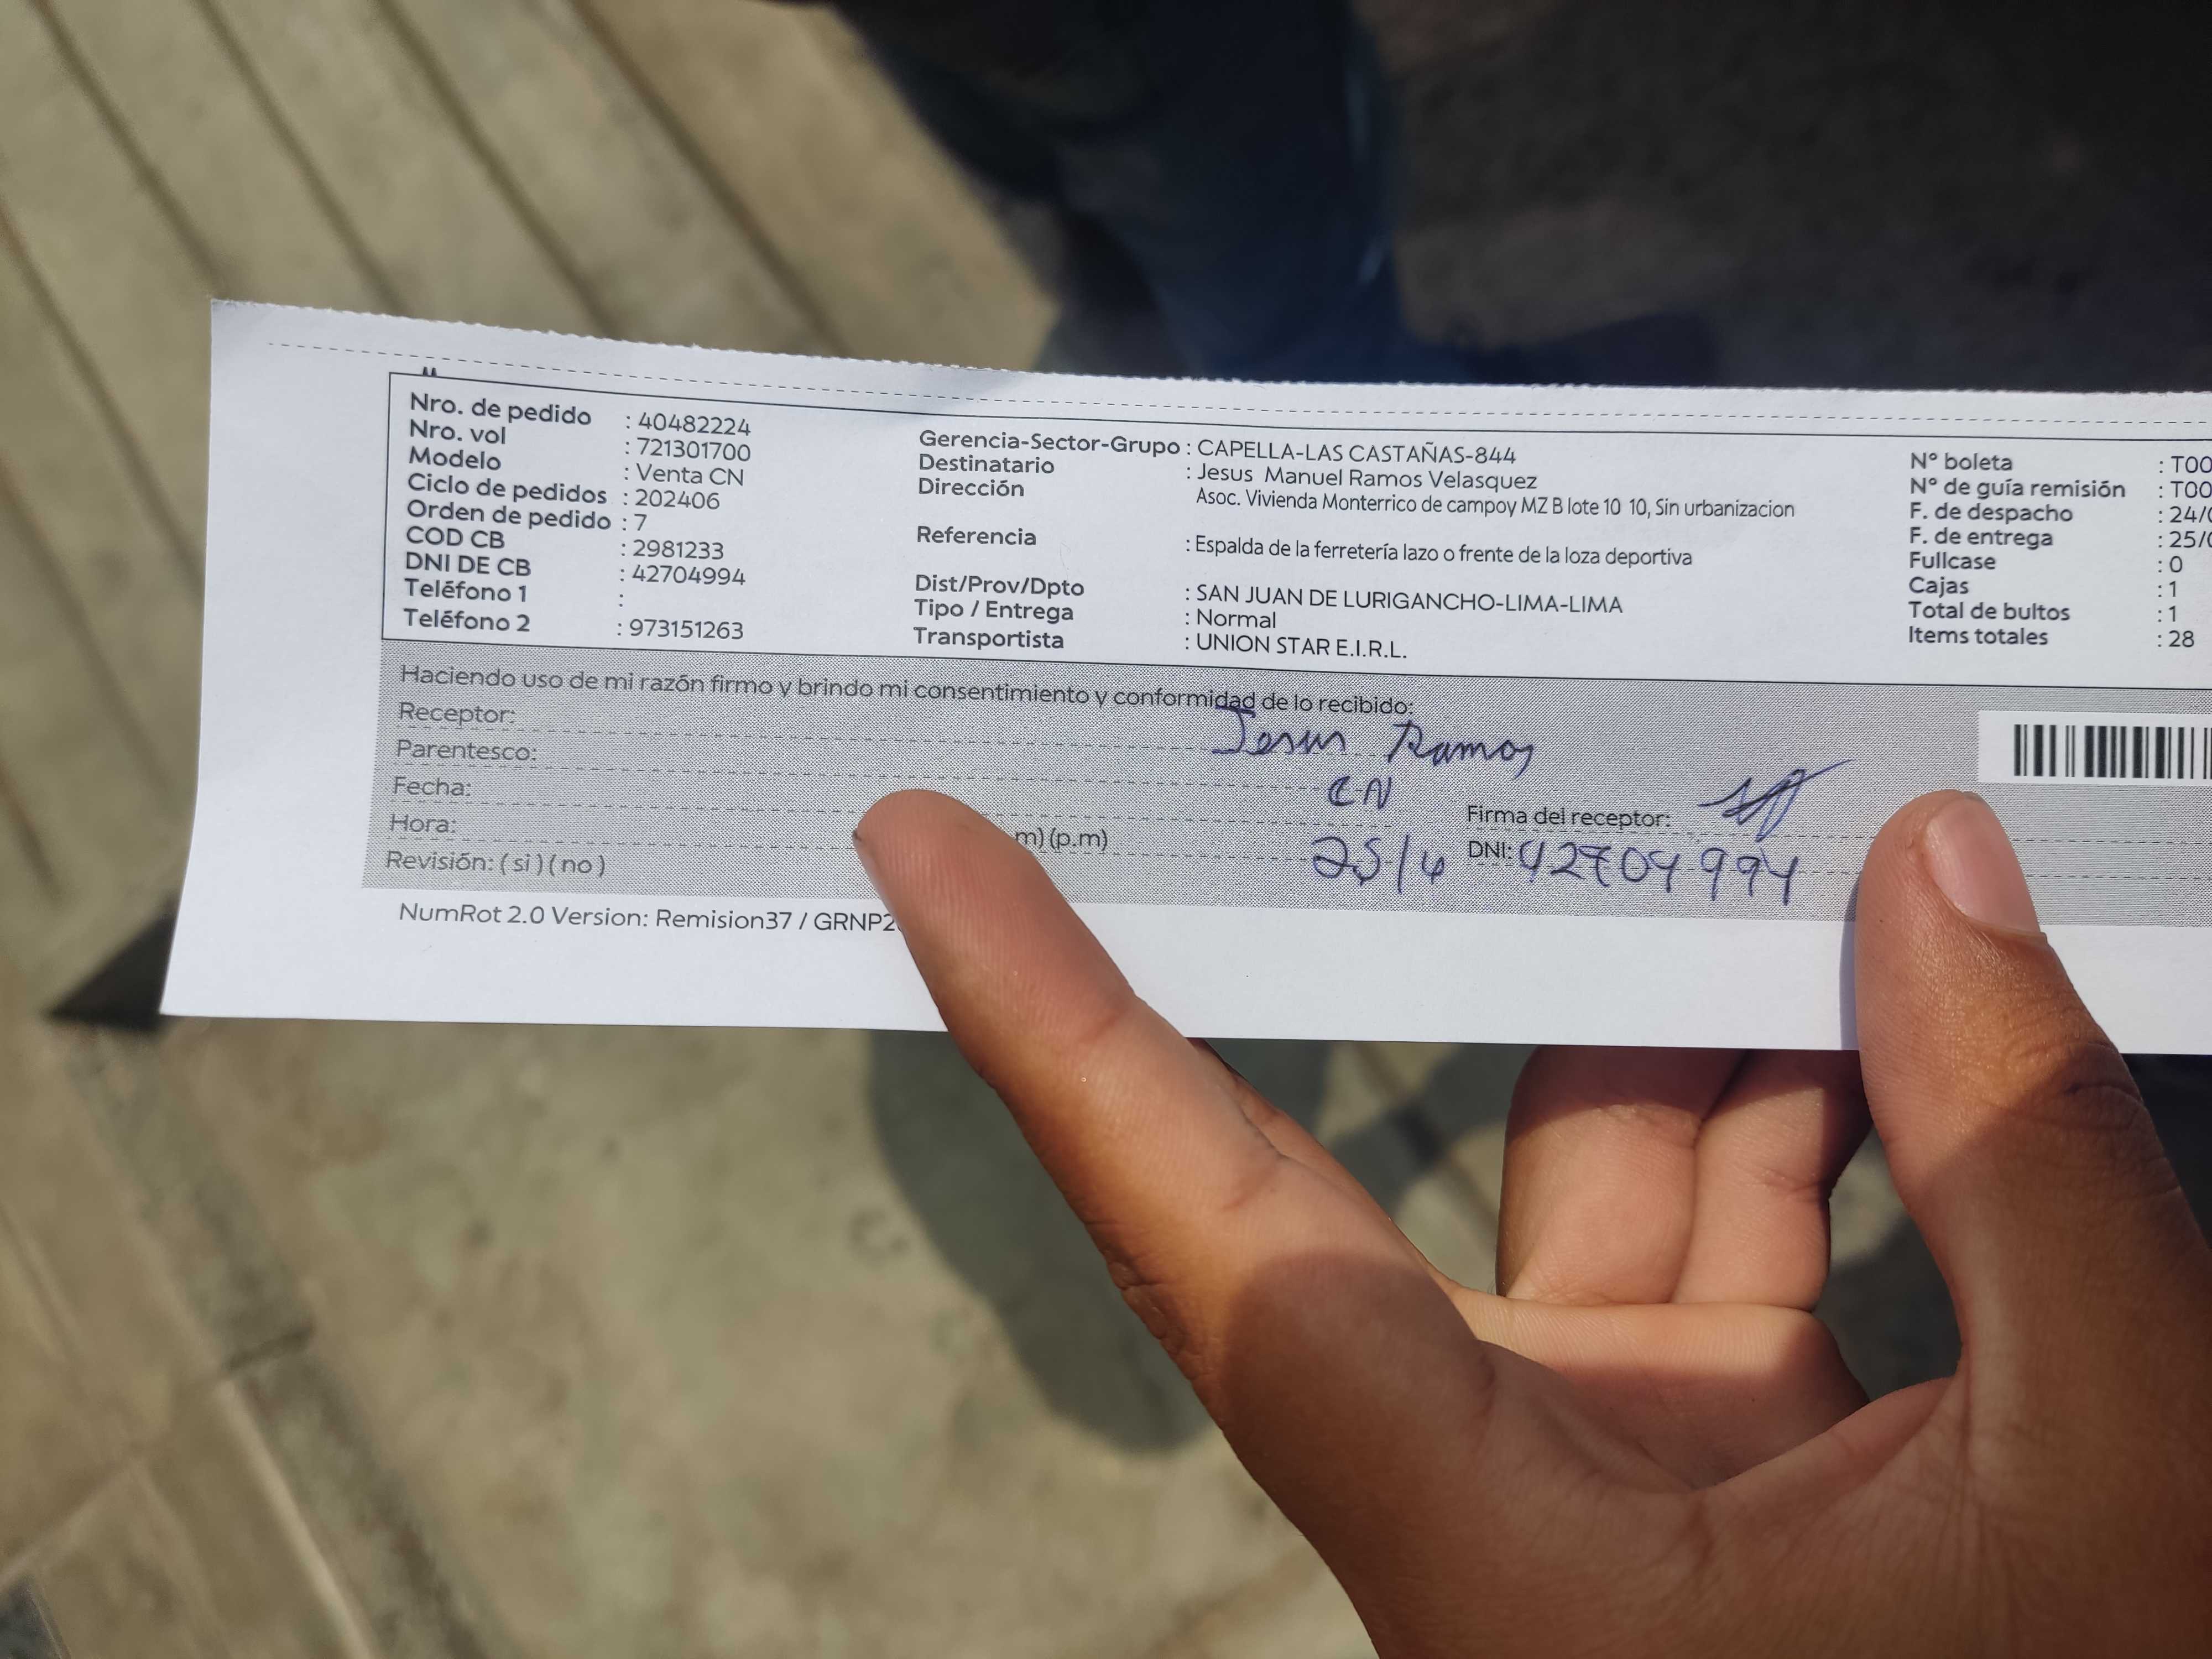 Nro. de pedido : 40482224
Nro. vol : 721301700
Modelo : Venta CN
Ciclo de pedidos : 202406
Orden de pedido : 7
COD CB : 2981233
DNI DE CB : 42704994
Teléfono 1 :
Teléfono 2 : 973151263
Gerencia-Sector-Grupo : CAPELLA-LAS CASTAÑAS-844
Destinatario : Jesus Manuel Ramos Velasquez
Dirección Asoc. Vivienda Monterrico de campoy MZ B lote 10 10, Sin urbanizacion
Referencia : Espalda de la ferretería lazo o frente de la loza deportiva
Dist/Prov/Dpto : SAN JUAN DE LURIGANCHO-LIMA-LIMA
Tipo / Entrega : Normal
Transportista : UNION STAR E.I.R.L.
N° boleta : T00
N° de guía remisión : T00
F. de despacho : 24/0
F. de entrega : 25/0
Fullcase : 0
Cajas : 1
Total de bultos : 1
Items totales : 28
Haciendo uso de mi razón firmo y brindo mi consentimiento y conformidad de lo recibido:
Receptor: Jesus Ramos
Parentesco: CN
Fecha: 25/4
Hora: m) (p.m)
Revisión: ( si ) ( no )
Firma del receptor:
DNI: 42704994
NumRot 2.0 Version: Remision37 / GRNP2